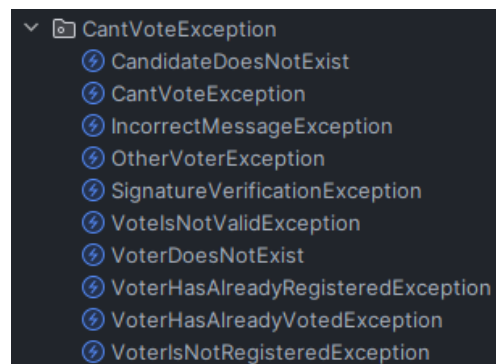 CantVoteException
CandidateDoesNotExist
CantVoteException
IncorrectMessageException
OtherVoterException
SignatureVerificationException
VoteIsNotValidException
VoterDoesNotExist
VoterHasAlreadyRegisteredException
VoterHasAlreadyVotedException
VoterIsNotRegisteredException